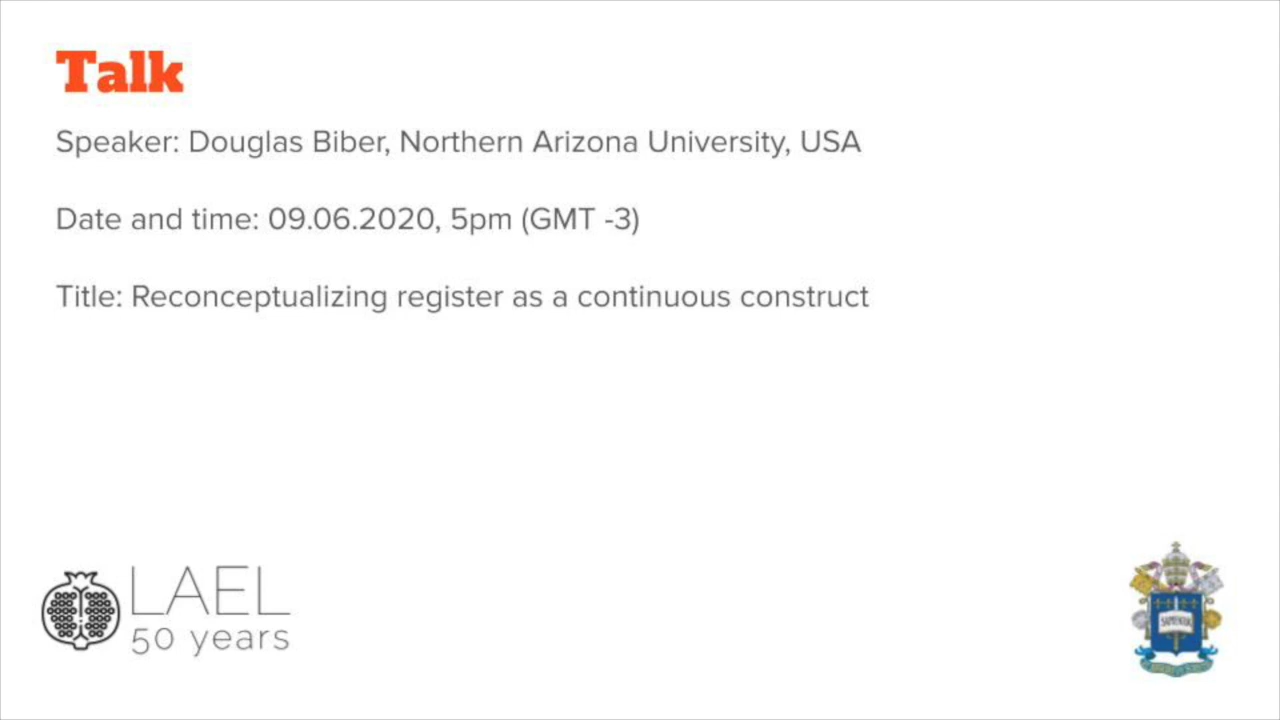 Talk
Speaker: Douglas Biber, Northern Arizona University, USA
Date and time: 09.06.2020, 5pm (GMT -3)
Title: Reconceptualizing register as a continuous construct
LAEL
50 years